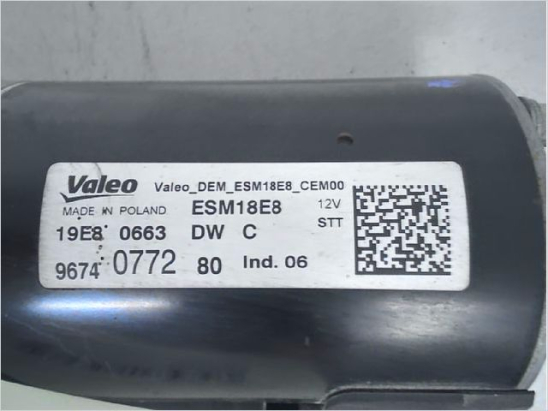 Valeo Valeo_DEM_ESM18E8_CEM00
MADE IN POLAND ESM18E8 12V
19E8 0663 DW C STT
9674 0772 80 Ind. 06